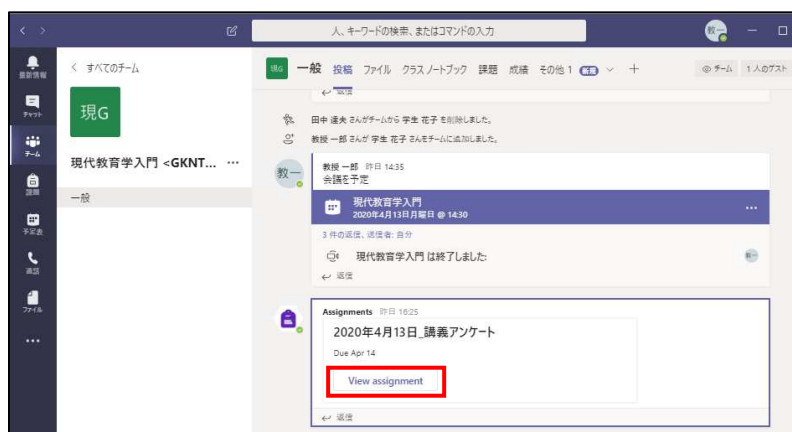 人、キーワードの検索、またはコマンドの入力
教一
最新情報
チャット
チーム
課題
予定表
通話
ファイル
すべてのチーム
現G
現代教育学入門 <GKNT... ...
一般
現G 一般 投稿 ファイル クラス ノートブック 課題 成績 その他 1 新規 +
チーム 1 人のゲスト
返信
田中 達夫 さんがチームから 学生 花子 を削除しました。
教授 一郎 さんが 学生 花子 さんをチームに追加しました。
教一
教授 一郎 昨日 14:35
会議を予定
現代教育学入門
2020年4月13日月曜日 @ 14:30
...
3 件の返信、送信者: 自分
現代教育学入門 は終了しました:
教一
返信
Assignments 昨日 16:25
2020年4月13日_講義アンケート
Due Apr 14
View assignment
返信